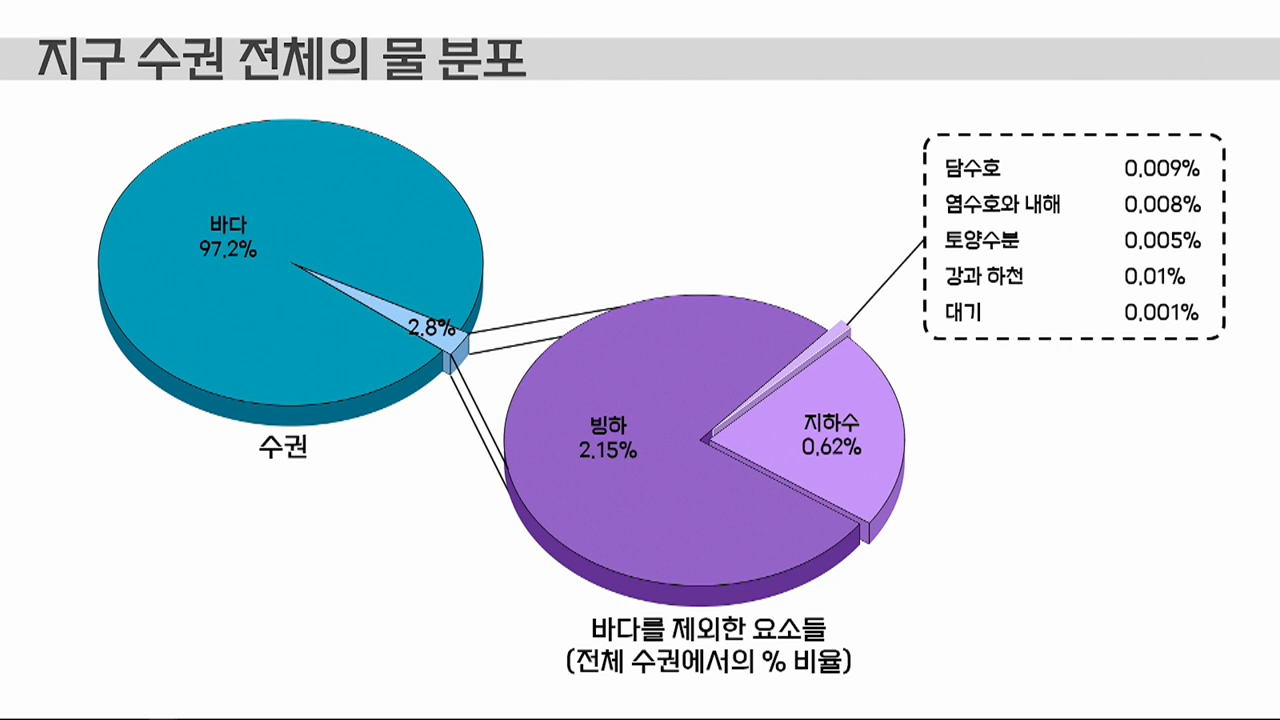 지구 수권 전체의 물 분포
바다
97.2%
2.8%
수권
빙하
2.15%
지하수
0.62%
담수호 0.009%
염수호와 내해 0.008%
토양수분 0.005%
강과 하천 0.01%
대기 0.001%
바다를 제외한 요소들
(전체 수권에서의 % 비율)